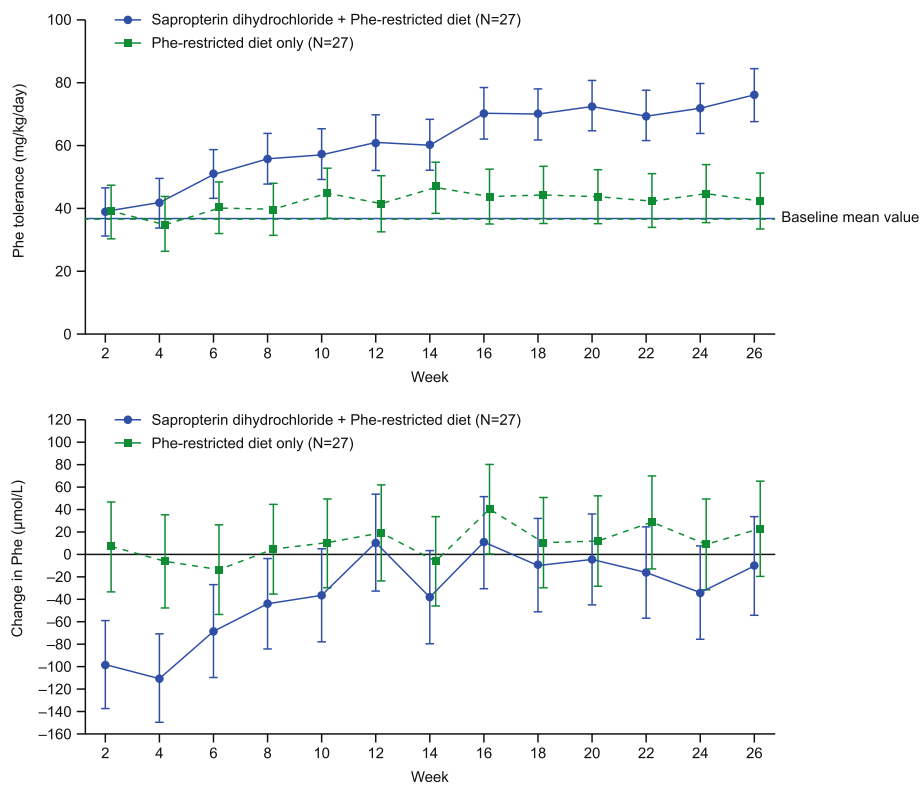 Sapropterin dihydrochloride + Phe-restricted diet (N=27)
Phe-restricted diet only (N=27)
Phe tolerance (mg/kg/day)
100
80
60
40
20
0
Baseline mean value
2 4 6 8 10 12 14 16 18 20 22 24 26
Week
Sapropterin dihydrochloride + Phe-restricted diet (N=27)
Phe-restricted diet only (N=27)
Change in Phe (µmol/L)
120
100
80
60
40
20
0
–20
–40
–60
–80
–100
–120
–140
–160
2 4 6 8 10 12 14 16 18 20 22 24 26
Week